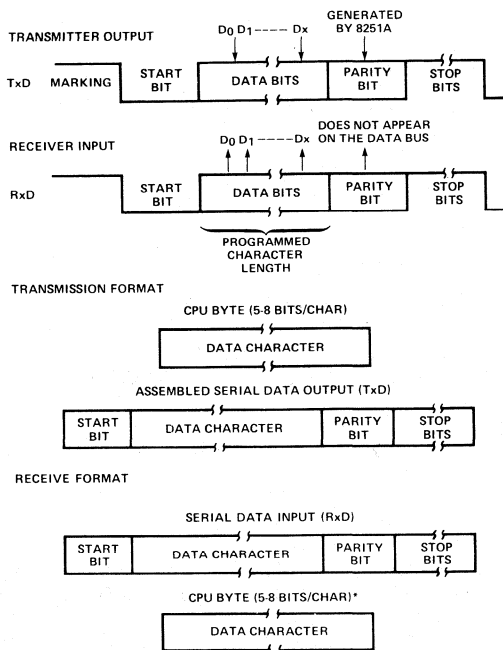 TRANSMITTER OUTPUT
D0 D1 ---- Dx
GENERATED
BY 8251A
TxD
MARKING
START
BIT
DATA BITS
PARITY
BIT
STOP
BITS
RECEIVER INPUT
D0 D1 ----- Dx
DOES NOT APPEAR
ON THE DATA BUS
RxD
START
BIT
DATA BITS
PARITY
BIT
STOP
BITS
PROGRAMMED
CHARACTER
LENGTH
TRANSMISSION FORMAT
CPU BYTE (5-8 BITS/CHAR)
DATA CHARACTER
ASSEMBLED SERIAL DATA OUTPUT (TxD)
START
BIT
DATA CHARACTER
PARITY
BIT
STOP
BITS
RECEIVE FORMAT
SERIAL DATA INPUT (RxD)
START
BIT
DATA CHARACTER
PARITY
BIT
STOP
BITS
CPU BYTE (5-8 BITS/CHAR)*
DATA CHARACTER